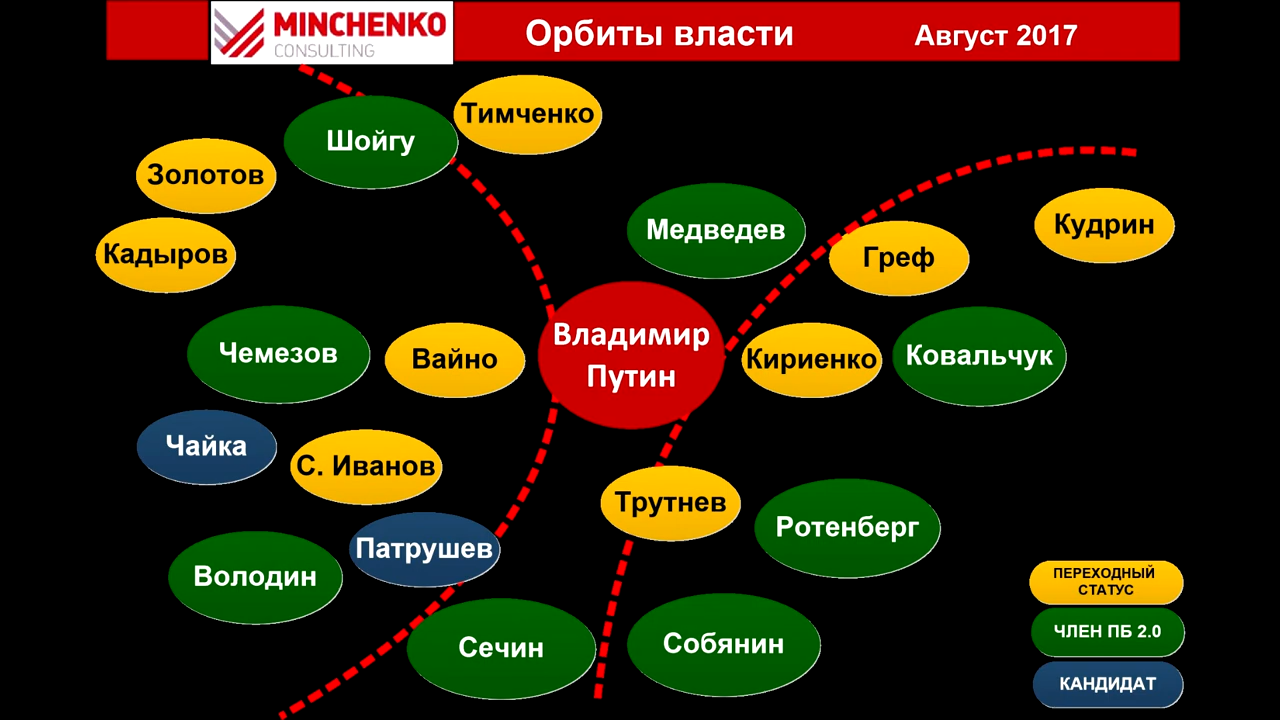 MINCHENKO
CONSULTING
Орбиты власти
Август 2017
Тимченко
Шойгу
Золотов
Кадыров
Медведев
Греф
Кудрин
Чемезов
Вайно
Владимир
Путин
Кириенко
Ковальчук
Чайка
С. Иванов
Трутнев
Ротенберг
Патрушев
Володин
Сечин
Собянин
ПЕРЕХОДНЫЙ
СТАТУС
ЧЛЕН ПБ 2.0
КАНДИДАТ